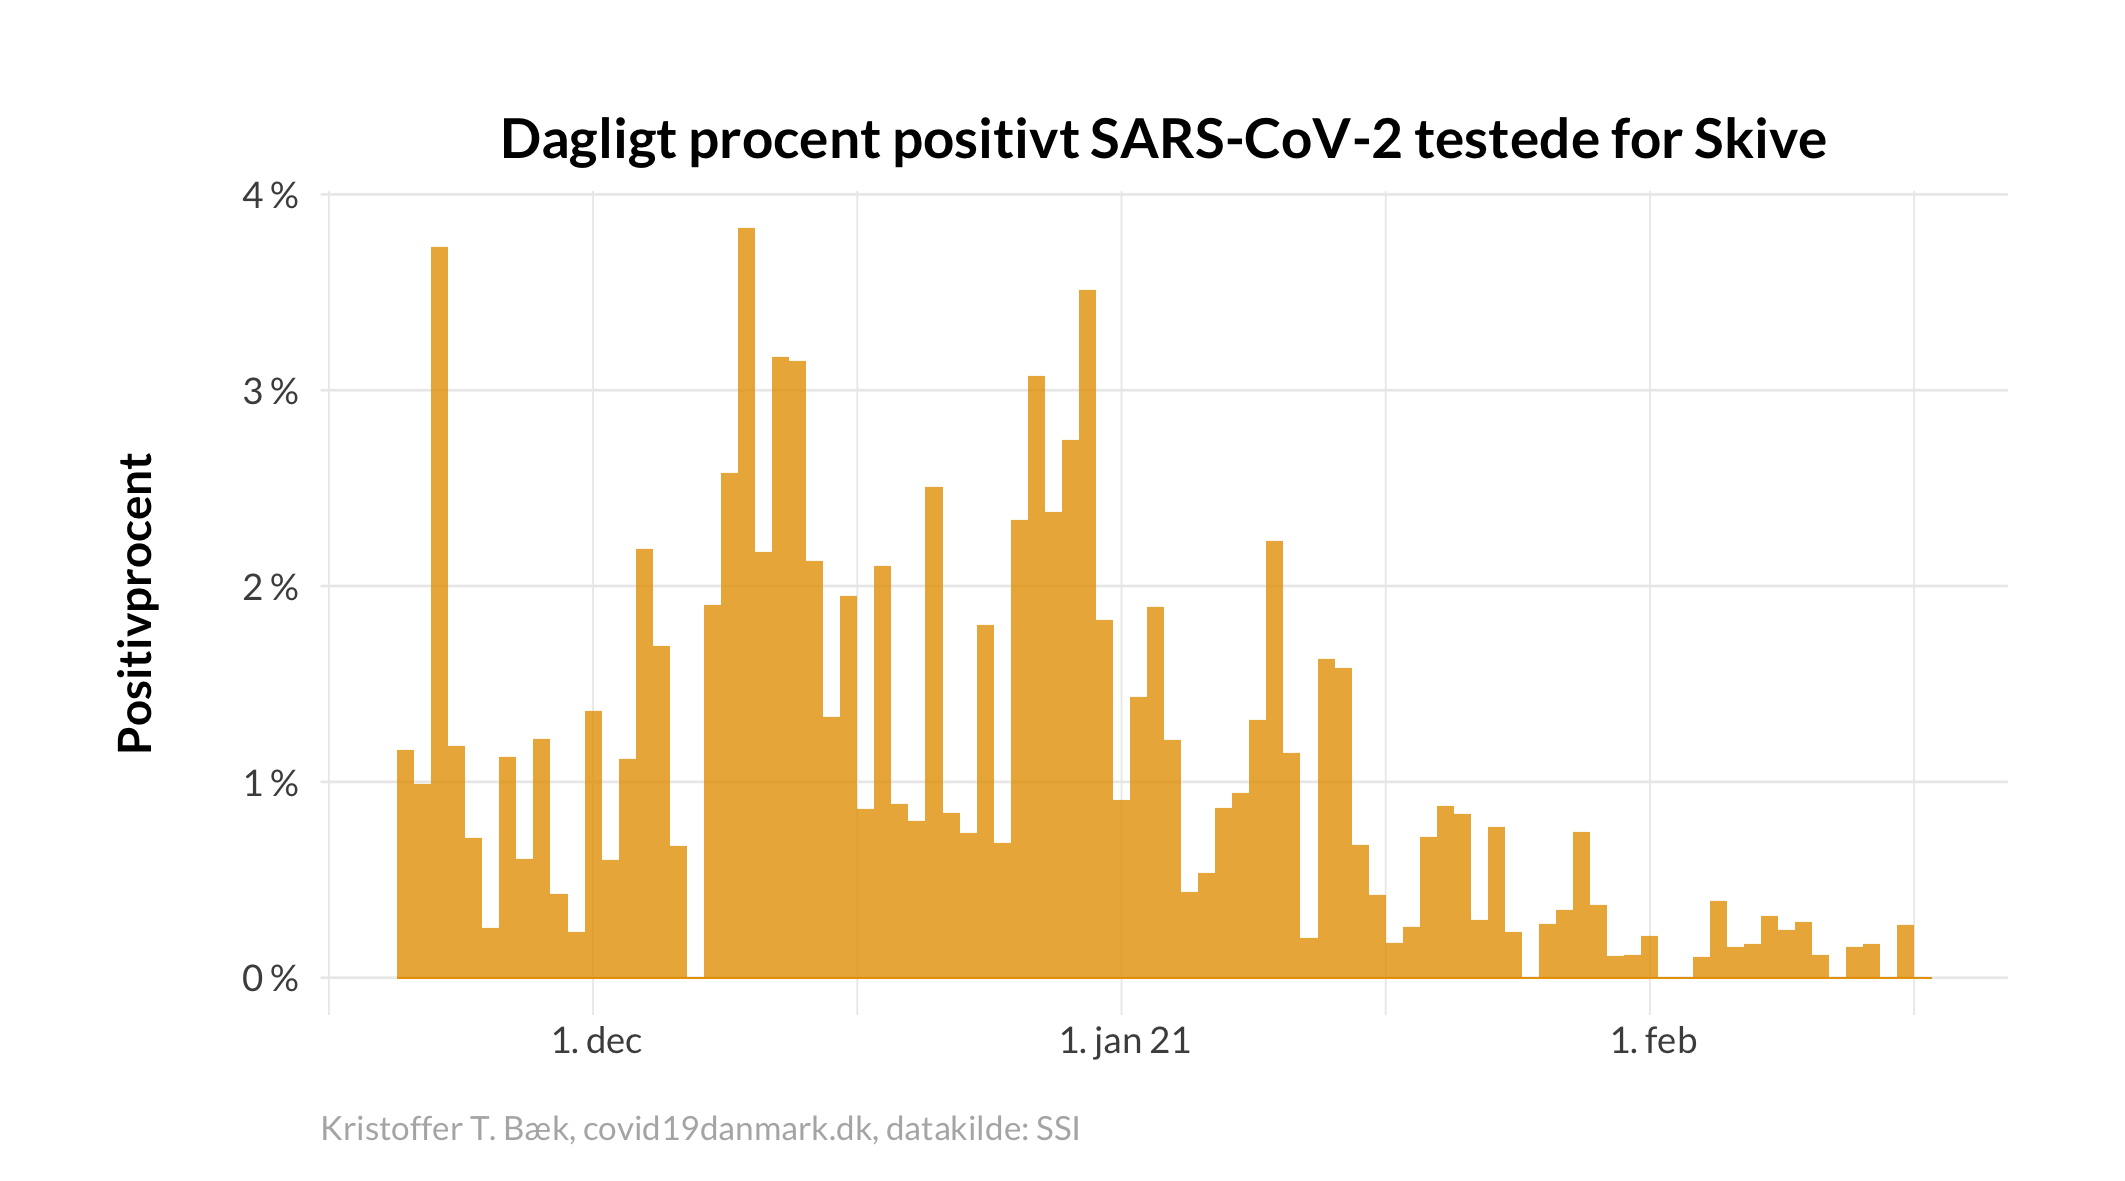 Dagligt procent positivt SARS-CoV-2 testede for Skive
4 %
3 %
2 %
1 %
0 %
Positivprocent
1. dec
1. jan 21
1. feb
Kristoffer T. Bæk, covid19danmark.dk, datakilde: SSI